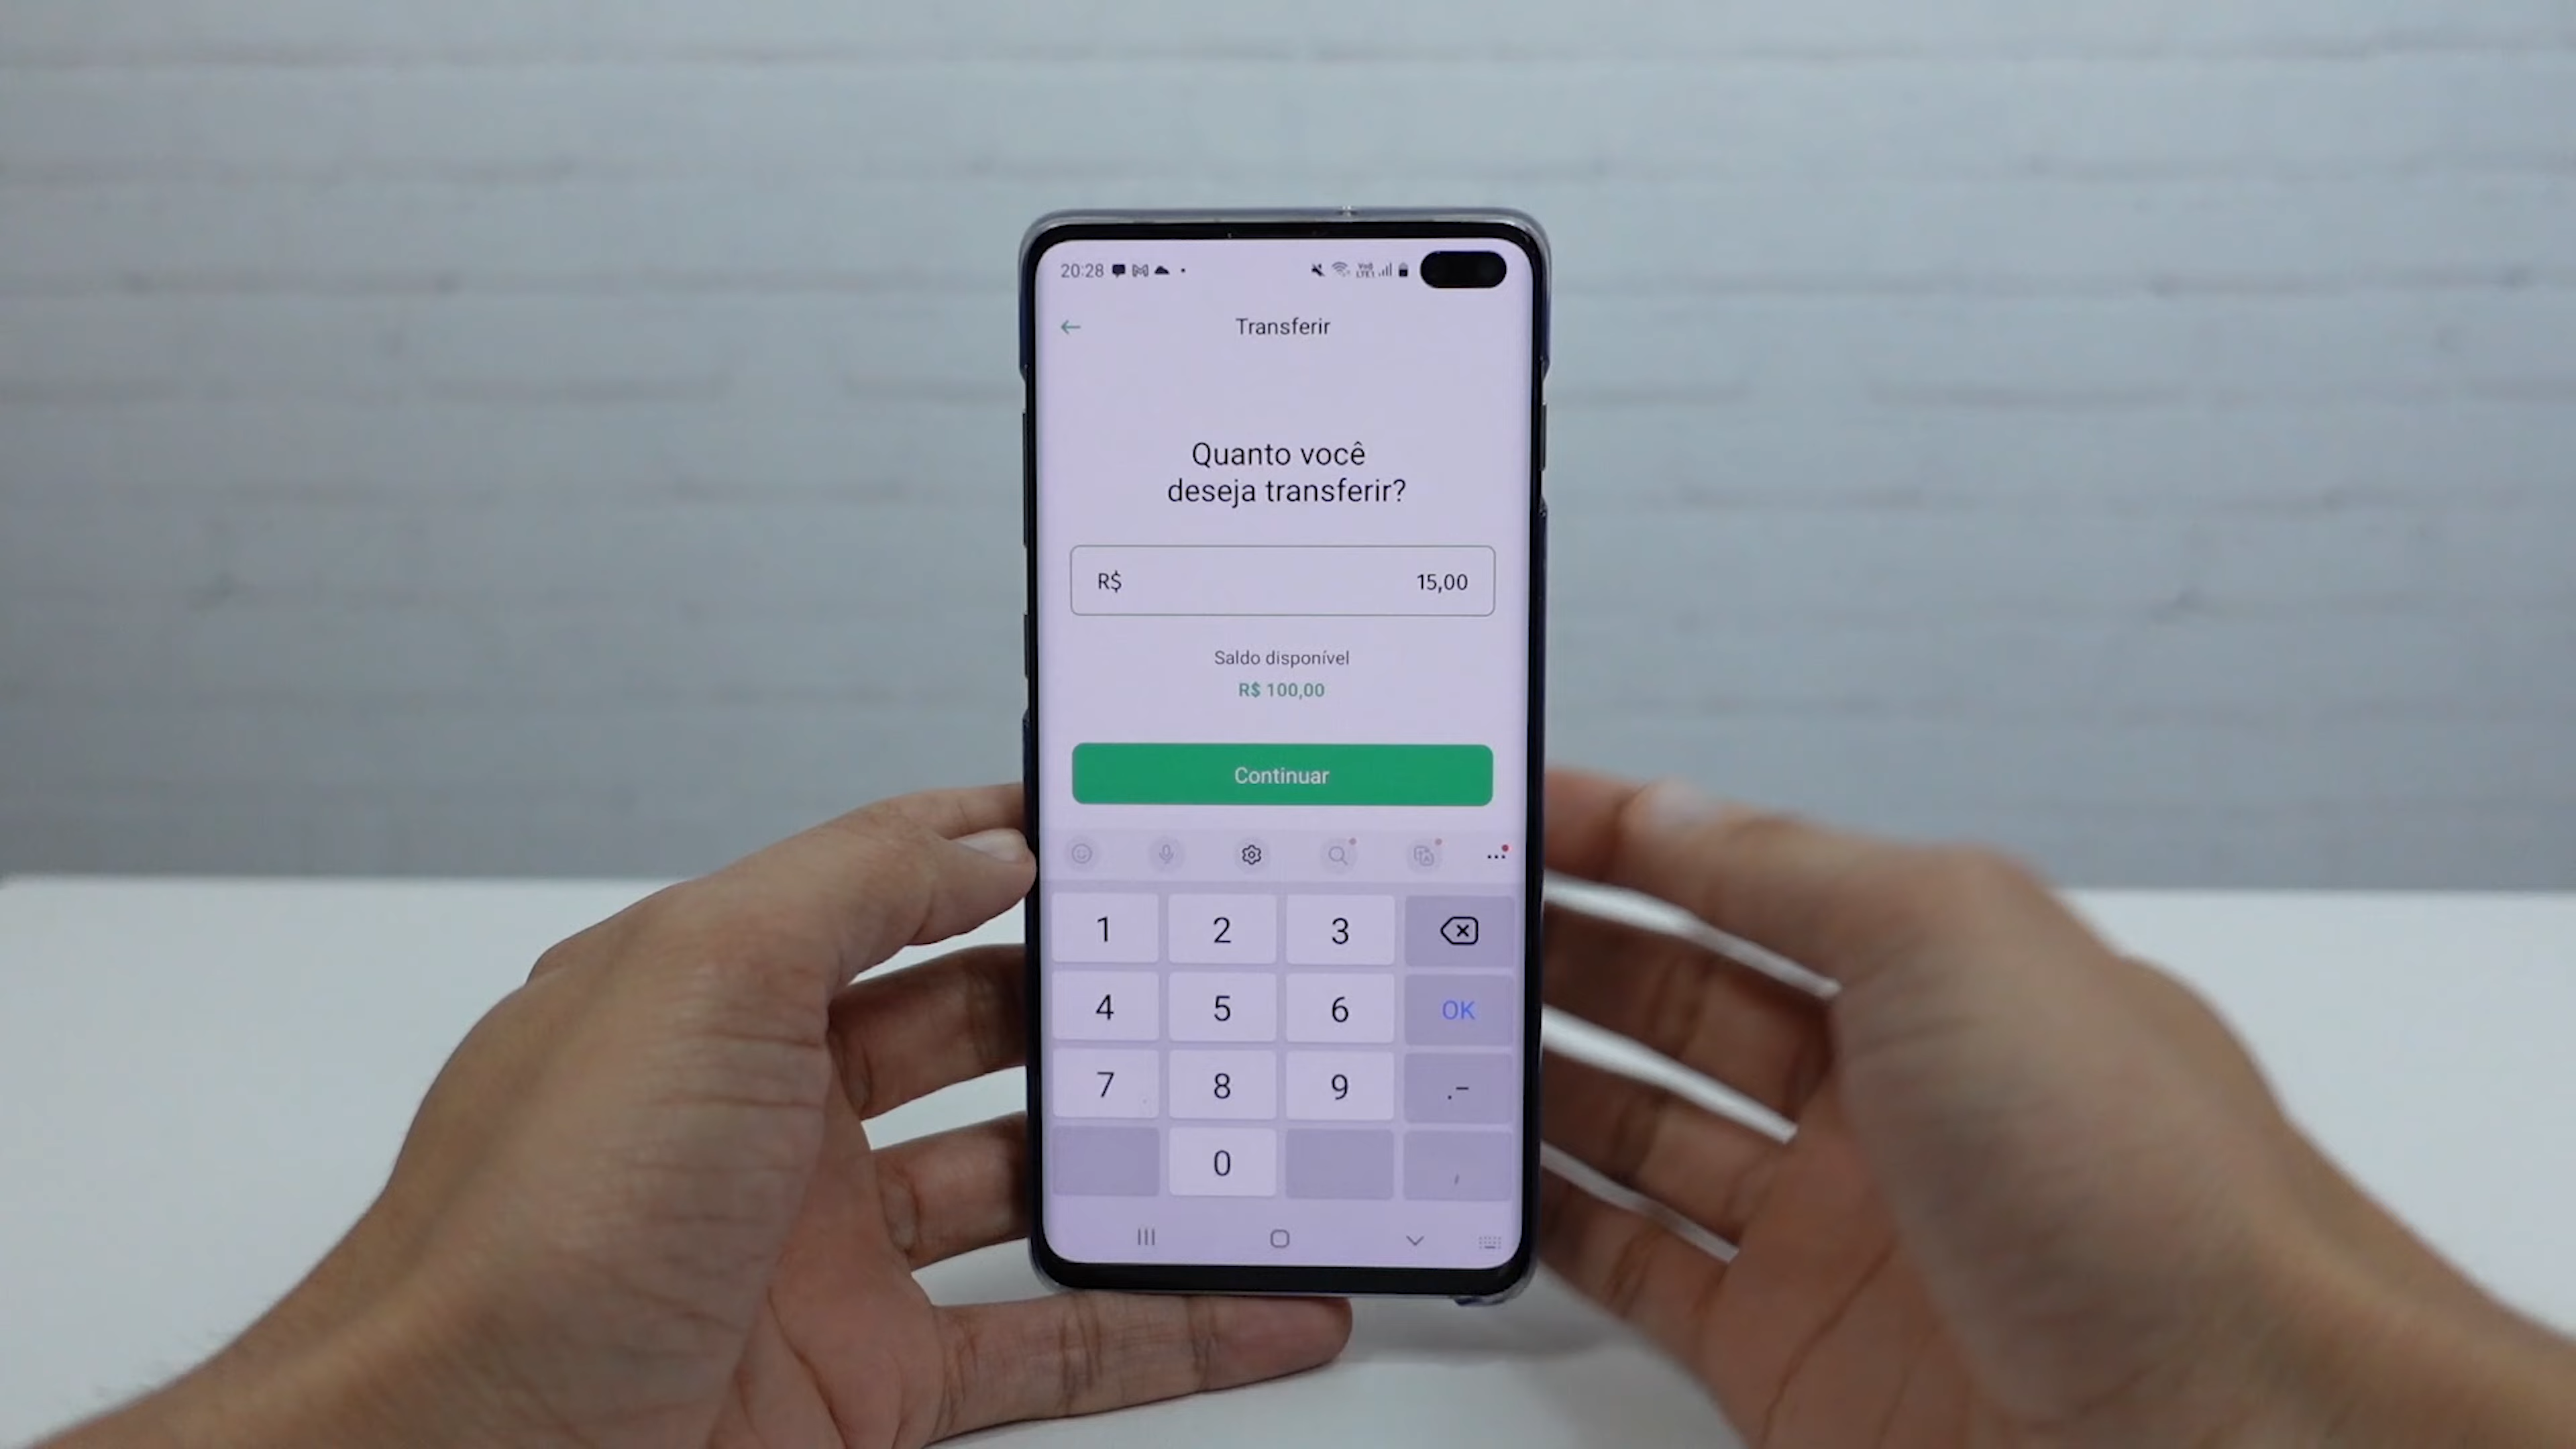 20:28
Transferir
Quanto você
deseja transferir?
R$ 15,00
Saldo disponível
R$ 100,00
Continuar
1 2 3
4 5 6 OK
7 8 9 .-
0 ,